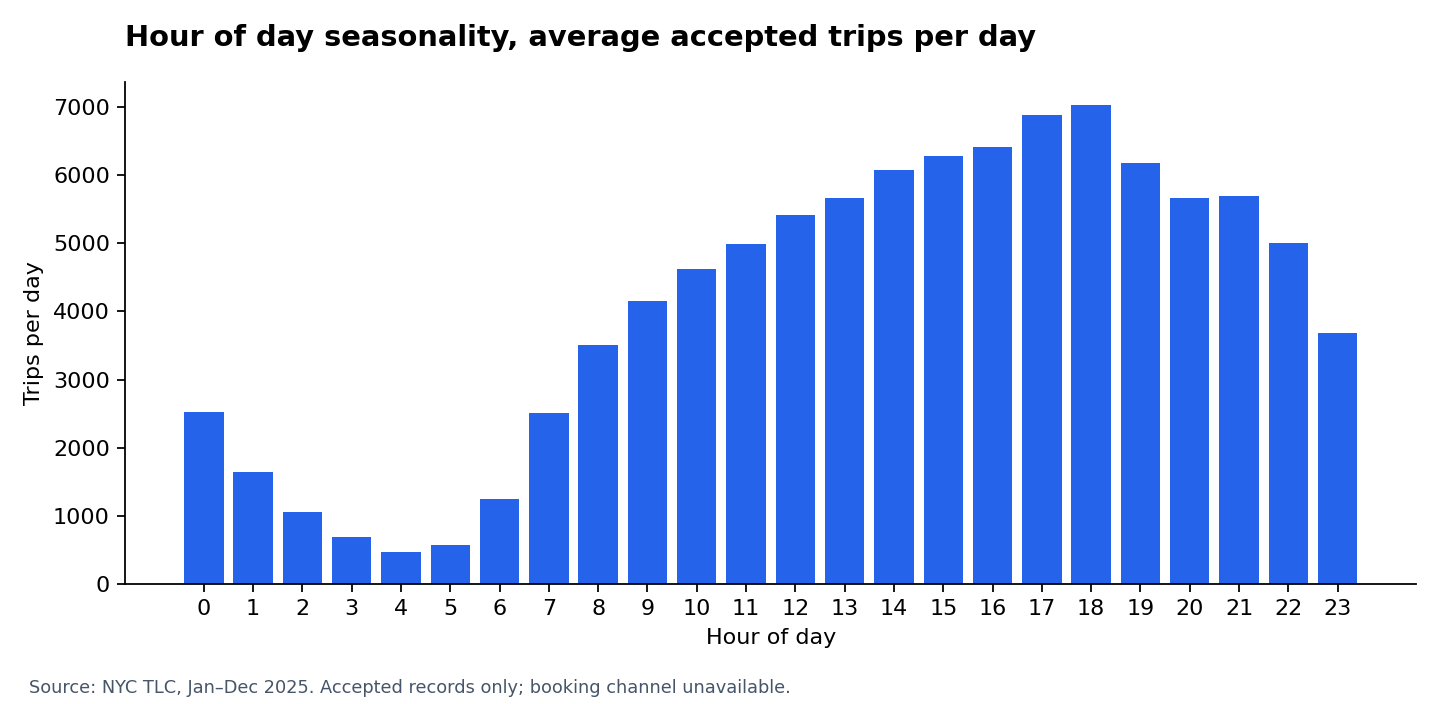 Hour of day seasonality, average accepted trips per day
Trips per day
7000
6000
5000
4000
3000
2000
1000
0
0 1 2 3 4 5 6 7 8 9 10 11 12 13 14 15 16 17 18 19 20 21 22 23
Hour of day
Source: NYC TLC, Jan–Dec 2025. Accepted records only; booking channel unavailable.